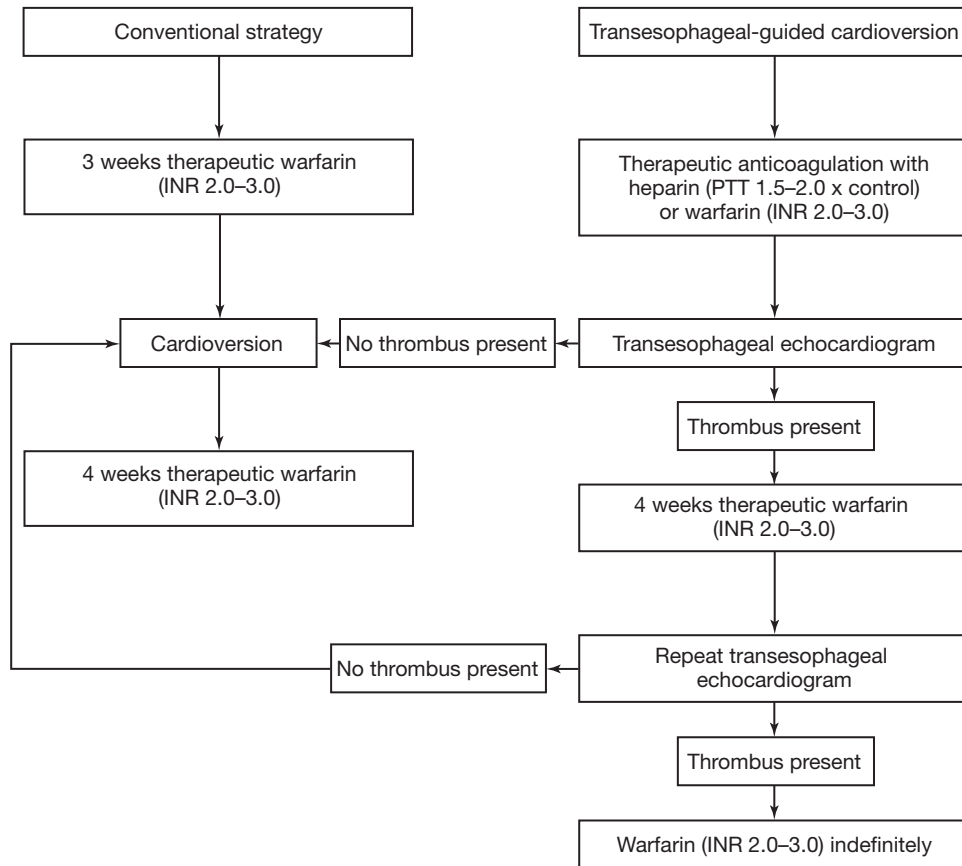 Conventional strategy
Transesophageal-guided cardioversion
3 weeks therapeutic warfarin
(INR 2.0–3.0)
Therapeutic anticoagulation with
heparin (PTT 1.5–2.0 x control)
or warfarin (INR 2.0–3.0)
Cardioversion
No thrombus present
Transesophageal echocardiogram
Thrombus present
4 weeks therapeutic warfarin
(INR 2.0–3.0)
4 weeks therapeutic warfarin
(INR 2.0–3.0)
No thrombus present
Repeat transesophageal
echocardiogram
Thrombus present
Warfarin (INR 2.0–3.0) indefinitely